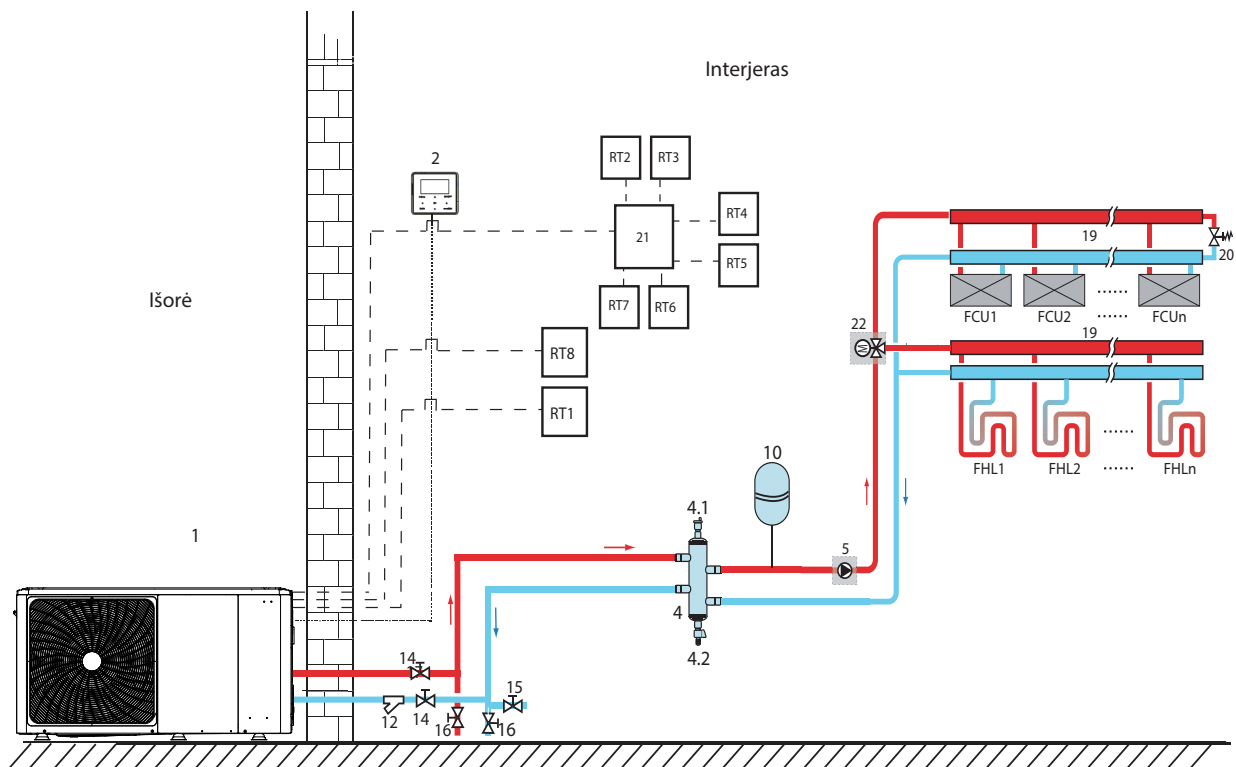 Interjeras
Išorė
2
RT2
RT3
RT4
21
RT5
RT7
RT6
RT8
RT1
19
20
FCU1
FCU2
......
......
FCUn
22
M
19
FHL1
FHL2
......
......
FHLn
10
4.1
5
4
4.2
1
14
15
12
14
16
16